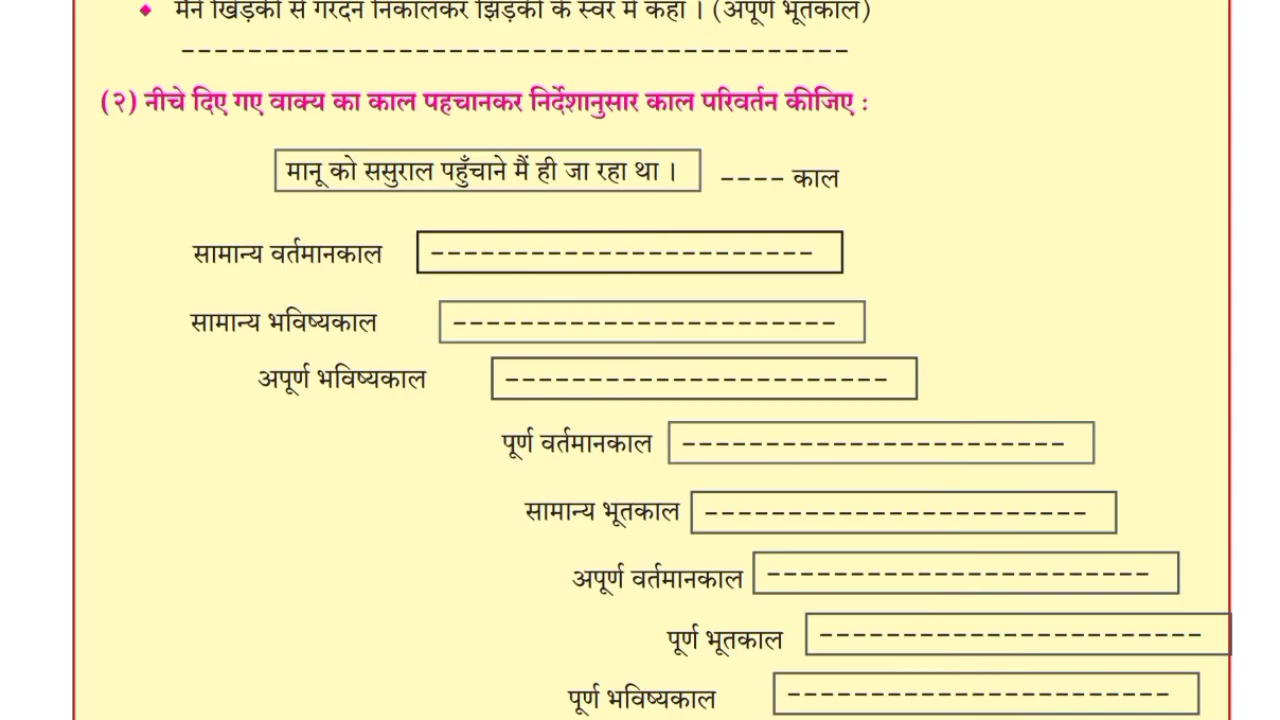 ◆ मैंने खिड़की से गरदन निकालकर झिड़की के स्वर में कहा । (अपूर्ण भूतकाल)
----------------------------------------
(२) नीचे दिए गए वाक्य का काल पहचानकर निर्देशानुसार काल परिवर्तन कीजिए :
मानू को ससुराल पहुँचाने मैं ही जा रहा था । ---- काल
सामान्य वर्तमानकाल -----------------------
सामान्य भविष्यकाल -----------------------
अपूर्ण भविष्यकाल -----------------------
पूर्ण वर्तमानकाल -----------------------
सामान्य भूतकाल -----------------------
अपूर्ण वर्तमानकाल -----------------------
पूर्ण भूतकाल -----------------------
पूर्ण भविष्यकाल -----------------------